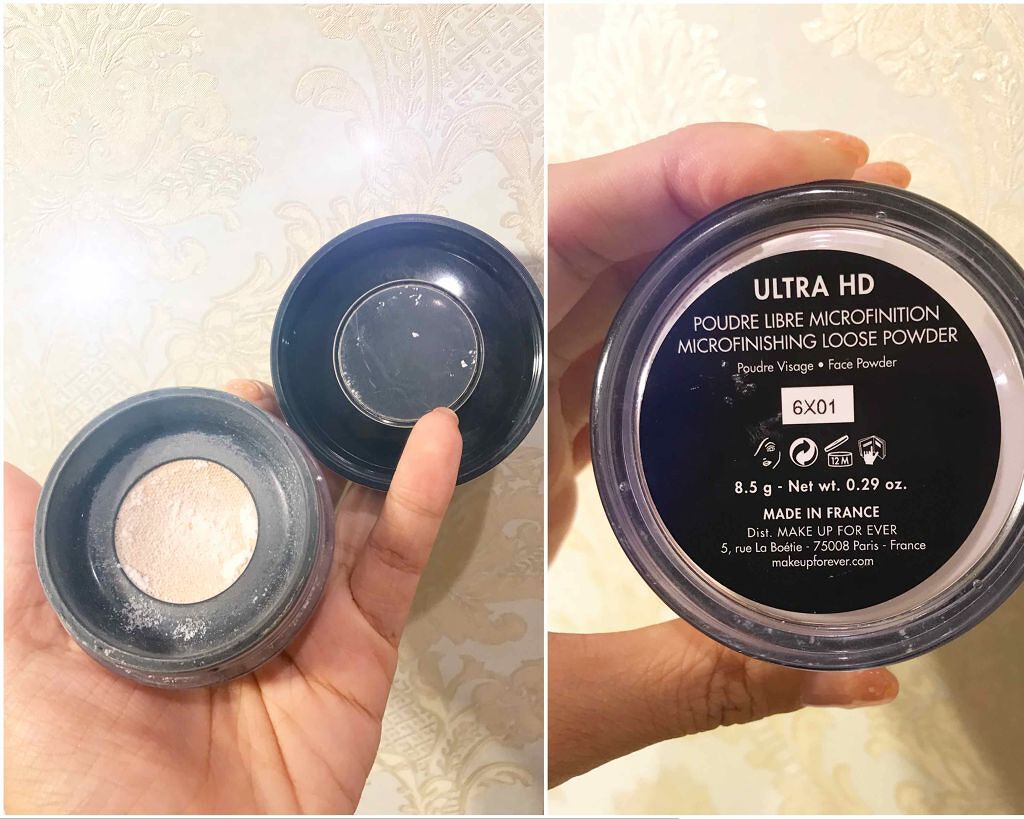 ULTRA HD
POUDRE LIBRE MICROFINITION
MICROFINISHING LOOSE POWDER
Poudre Visage • Face Powder
6X01
12 M
8.5 g - Net wt. 0.29 oz.
MADE IN FRANCE
Dist. MAKE UP FOR EVER
5, rue La Boétie - 75008 Paris - France
makeupforever.com